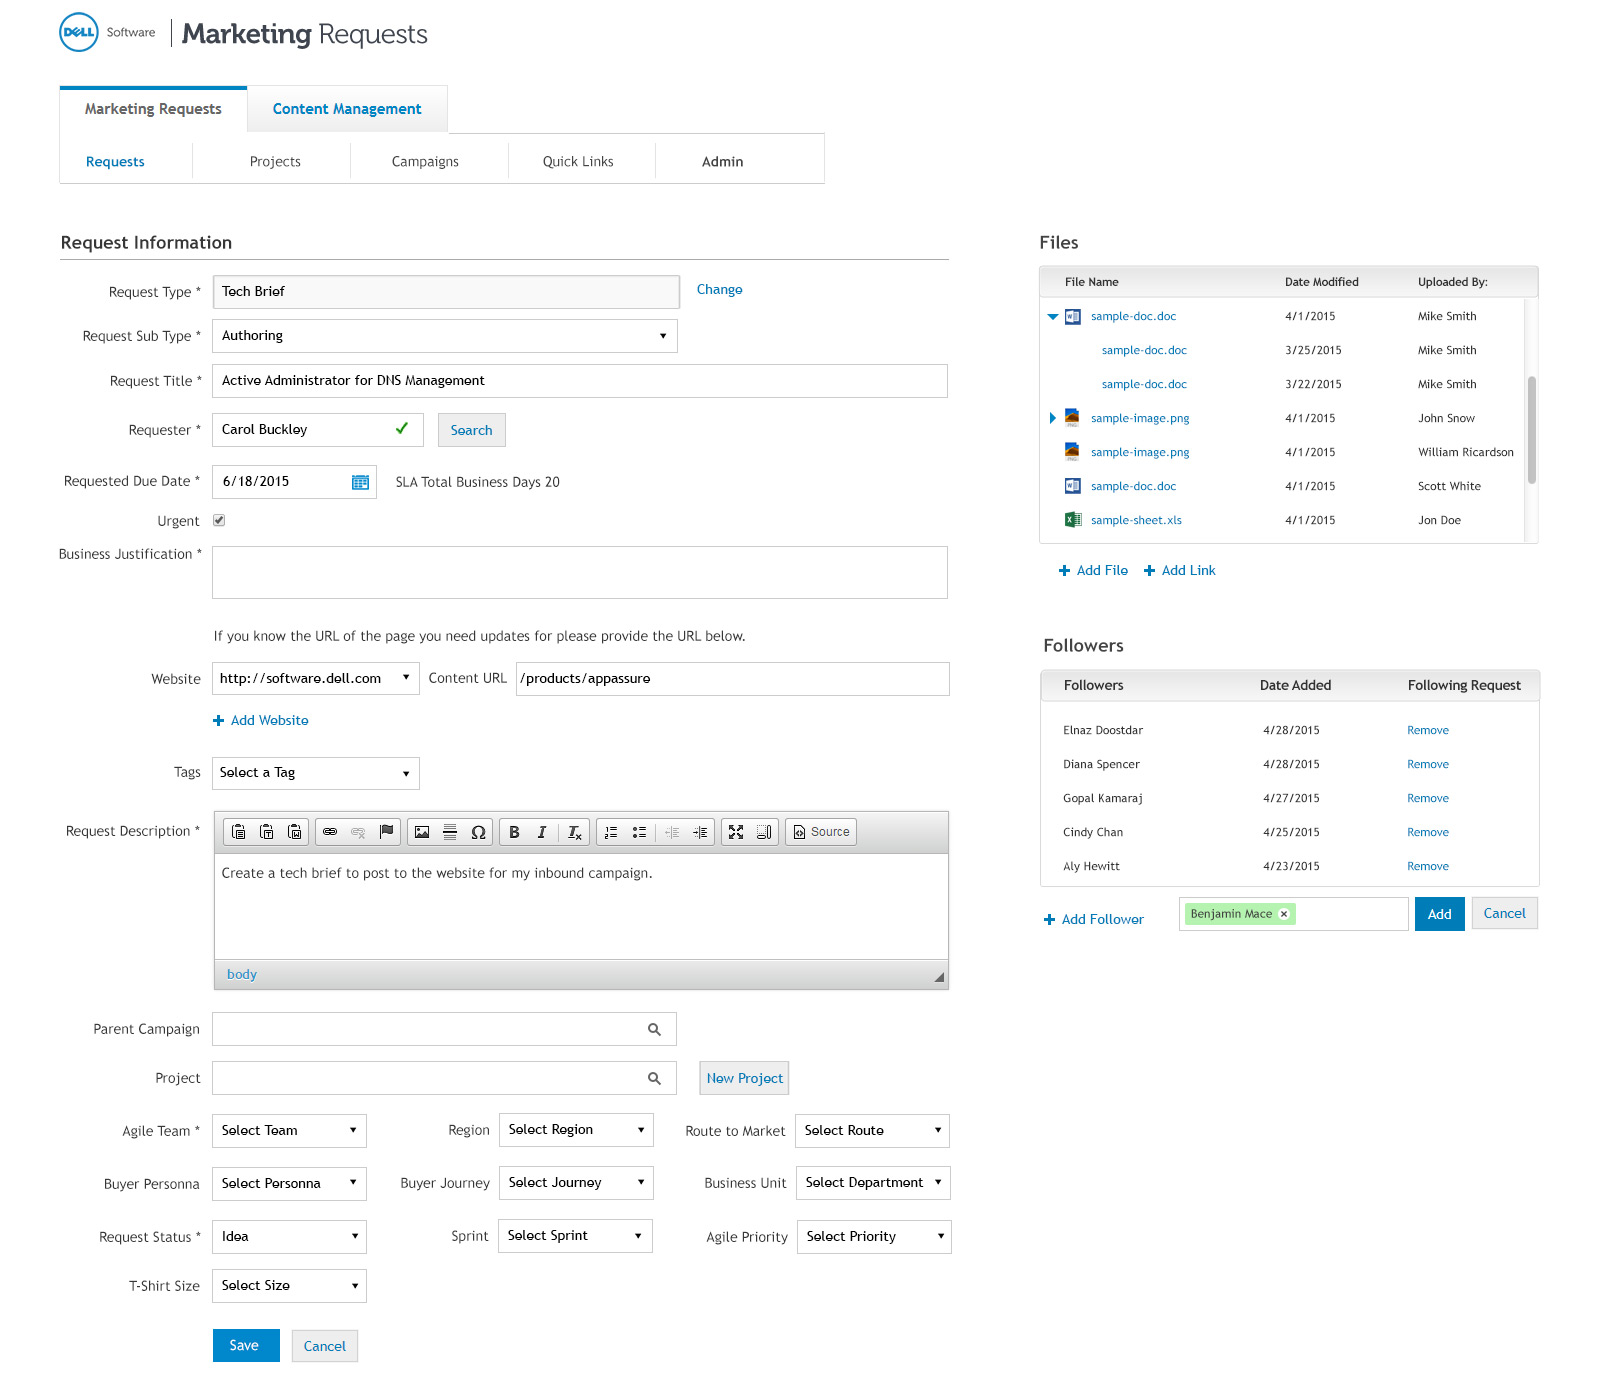 DELL Software | Marketing Requests
Marketing Requests Content Management
Requests Projects Campaigns Quick Links Admin
Request Information
Request Type * Tech Brief Change
Request Sub Type * Authoring
Request Title * Active Administrator for DNS Management
Requester * Carol Buckley Search
Requested Due Date * 6/18/2015 SLA Total Business Days 20
Urgent
Business Justification *
If you know the URL of the page you need updates for please provide the URL below.
Website http://software.dell.com Content URL /products/appassure
Add Website
Tags Select a Tag
Request Description * Source
Create a tech brief to post to the website for my inbound campaign.
body
Parent Campaign
Project New Project
Agile Team * Select Team Region Select Region Route to Market Select Route
Buyer Personna Select Personna Buyer Journey Select Journey Business Unit Select Department
Request Status * Idea Sprint Select Sprint Agile Priority Select Priority
T-Shirt Size Select Size
Save Cancel
Files
File Name Date Modified Uploaded By:
sample-doc.doc 4/1/2015 Mike Smith
sample-doc.doc 3/25/2015 Mike Smith
sample-doc.doc 3/22/2015 Mike Smith
sample-image.png 4/1/2015 John Snow
sample-image.png 4/1/2015 William Ricardson
sample-doc.doc 4/1/2015 Scott White
sample-sheet.xls 4/1/2015 Jon Doe
Add File Add Link
Followers
Followers Date Added Following Request
Elnaz Doostdar 4/28/2015 Remove
Diana Spencer 4/28/2015 Remove
Gopal Kamaraj 4/27/2015 Remove
Cindy Chan 4/25/2015 Remove
Aly Hewitt 4/23/2015 Remove
Add Follower Benjamin Mace Add Cancel